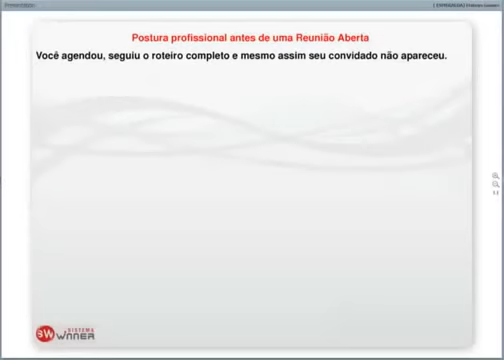 Postura profissional antes de uma Reunião Aberta
Você agendou, seguiu o roteiro completo e mesmo assim seu convidado não apareceu.
SISTEMA
WINNER